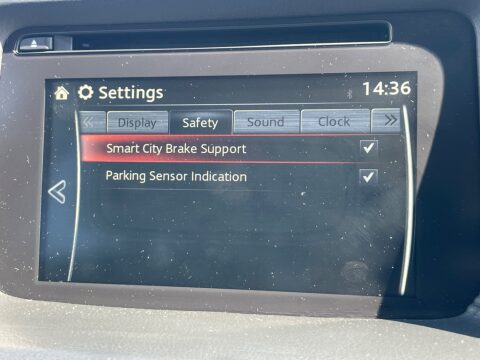 Settings
14:36
Display
Safety
Sound
Clock
Smart City Brake Support
Parking Sensor Indication